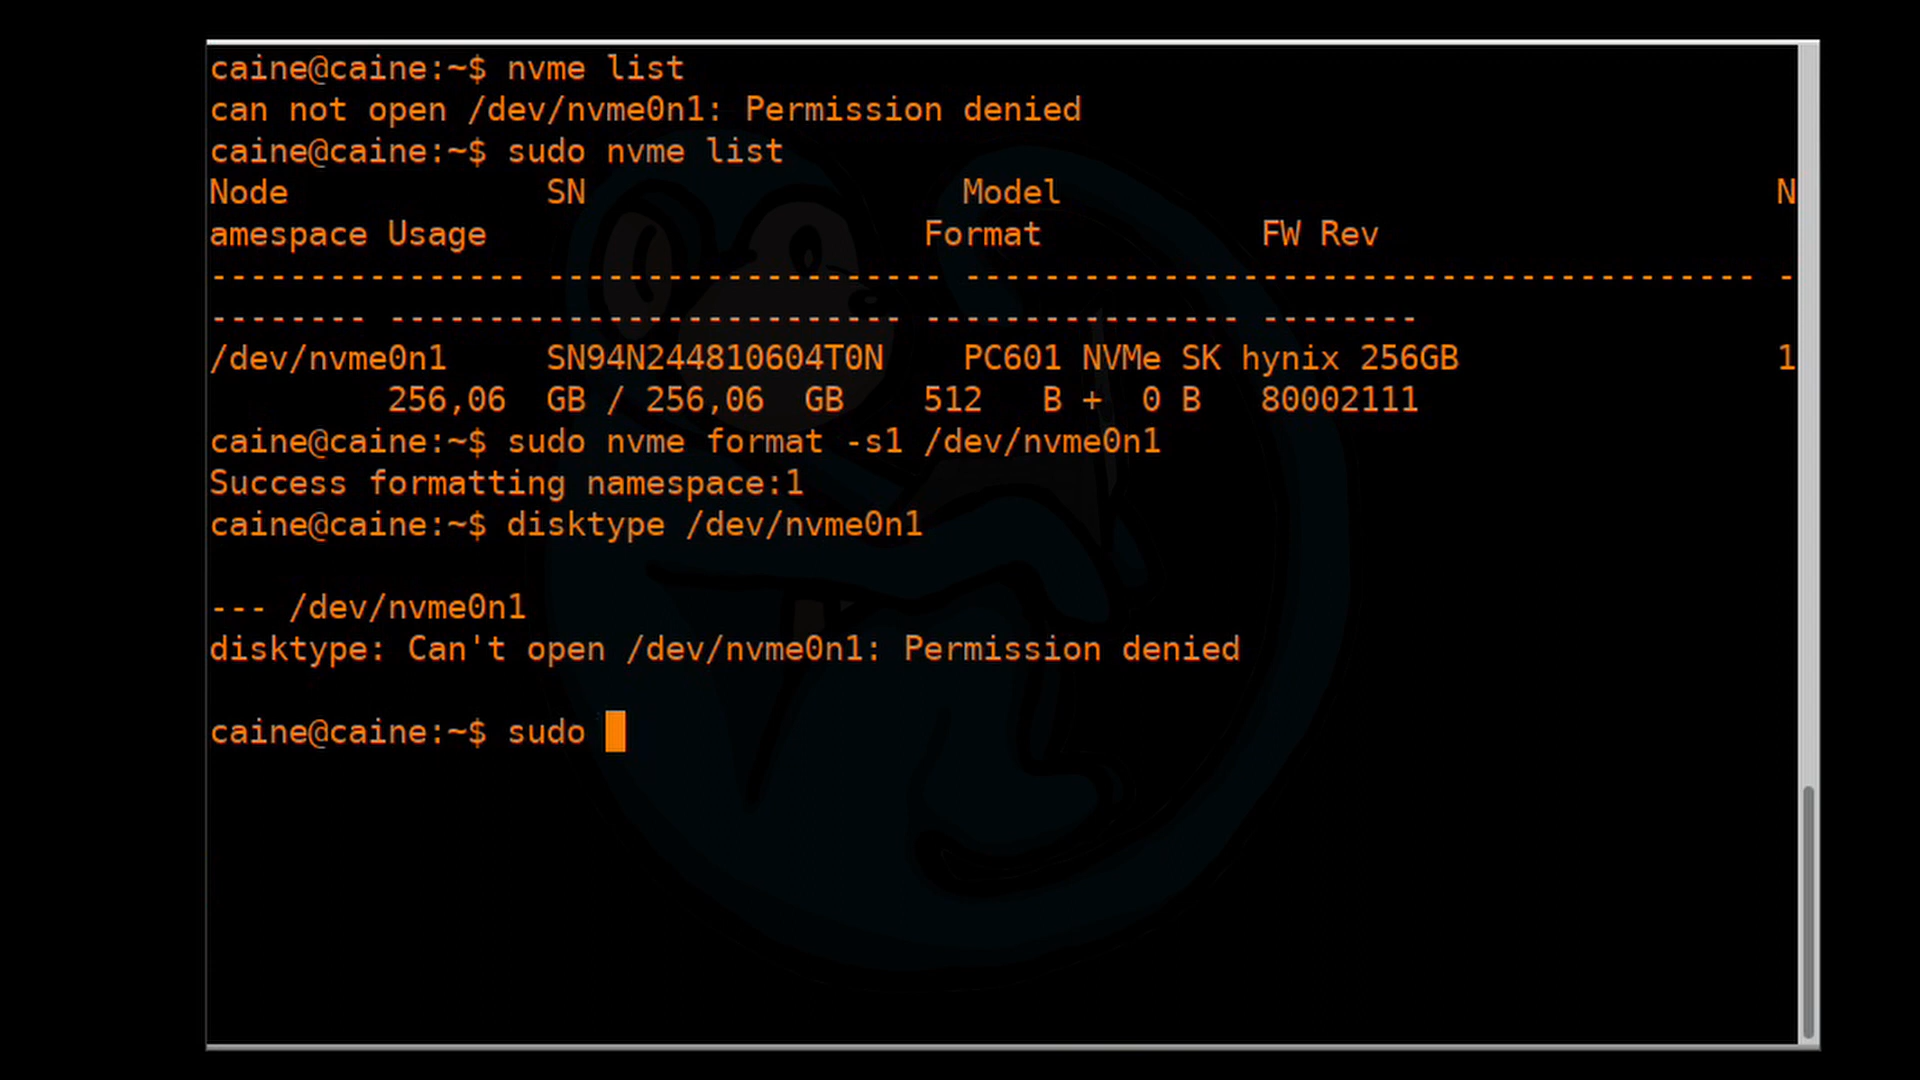 caine@caine:~$ nvme list
can not open /dev/nvme0n1: Permission denied
caine@caine:~$ sudo nvme list
Node             SN                   Model                                    N
amespace Usage                      Format           FW Rev
---------------- -------------------- ---------------------------------------- -
-------- -------------------------- ---------------- --------
/dev/nvme0n1     SN94N244810604T0N    PC601 NVMe SK hynix 256GB                1
         256,06  GB / 256,06  GB    512   B +  0 B   80002111
caine@caine:~$ sudo nvme format -s1 /dev/nvme0n1
Success formatting namespace:1
caine@caine:~$ disktype /dev/nvme0n1
--- /dev/nvme0n1
disktype: Can't open /dev/nvme0n1: Permission denied
caine@caine:~$ sudo